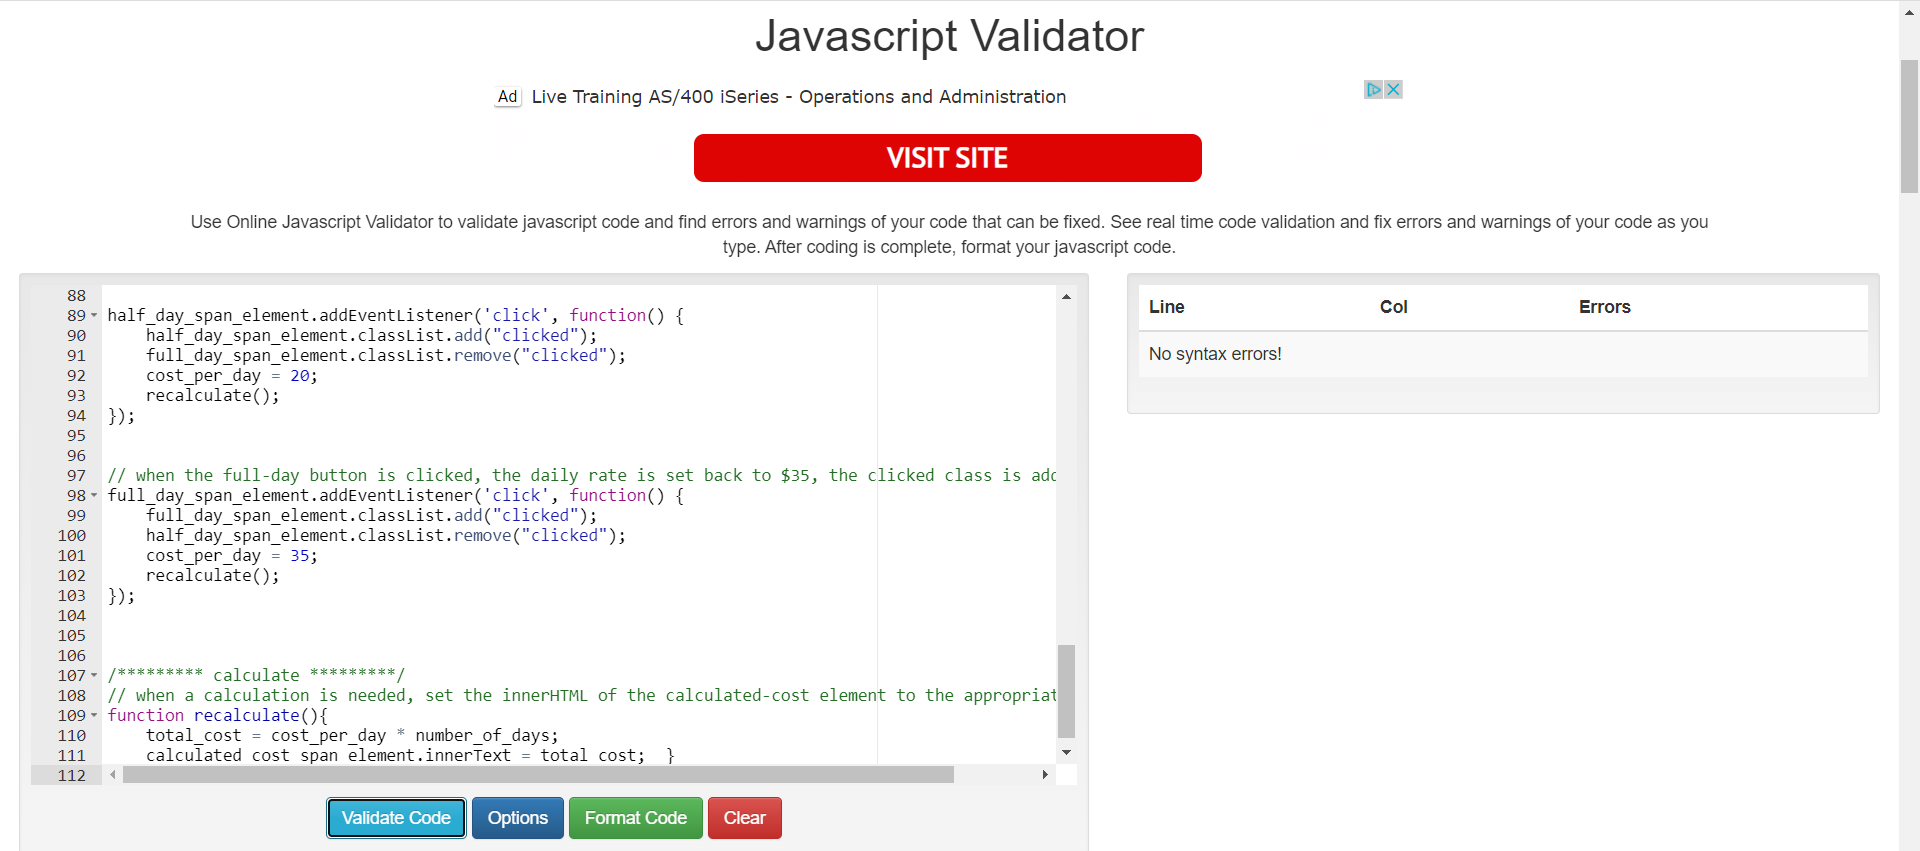 Javascript Validator
Ad Live Training AS/400 iSeries - Operations and Administration
VISIT SITE
Use Online Javascript Validator to validate javascript code and find errors and warnings of your code that can be fixed. See real time code validation and fix errors and warnings of your code as you
type. After coding is complete, format your javascript code.
88
89 half_day_span_element.addEventListener('click', function() {
90     half_day_span_element.classList.add("clicked");
91     full_day_span_element.classList.remove("clicked");
92     cost_per_day = 20;
93     recalculate();
94 });
95
96
97 // when the full-day button is clicked, the daily rate is set back to $35, the clicked class is add
98 full_day_span_element.addEventListener('click', function() {
99     full_day_span_element.classList.add("clicked");
100     half_day_span_element.classList.remove("clicked");
101     cost_per_day = 35;
102     recalculate();
103 });
104
105
106
107 /********* calculate *********/
108 // when a calculation is needed, set the innerHTML of the calculated-cost element to the appropriat
109 function recalculate(){
110     total_cost = cost_per_day * number_of_days;
111     calculated_cost_span_element.innerText = total_cost;  }
112
Line Col Errors
No syntax errors!
Validate Code Options Format Code Clear